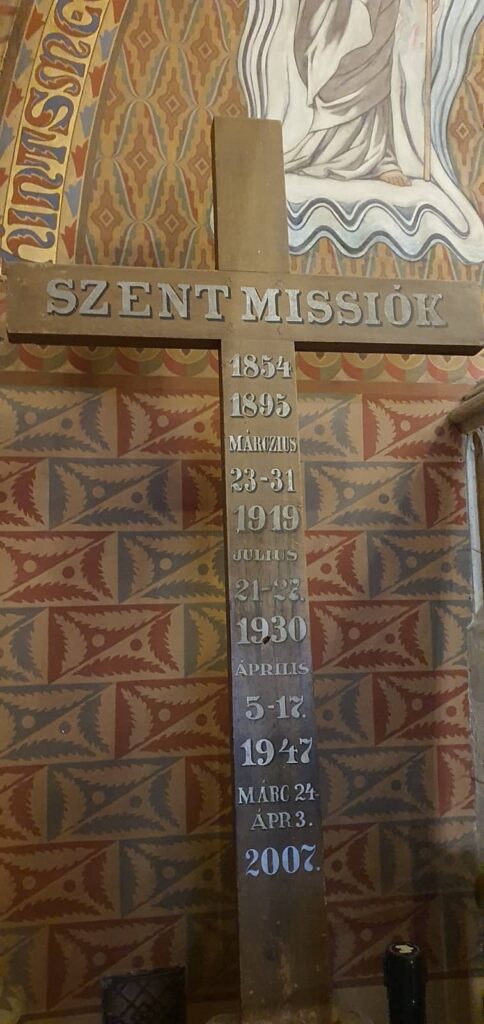 SZENT MISSIÓK
1854
1895
MÁRCZIUS
23-31
1919
JULIUS
21-27.
1930
ÁPRILIS
5-17.
1947
MÁRC 24-
ÁPR 3.
2007.